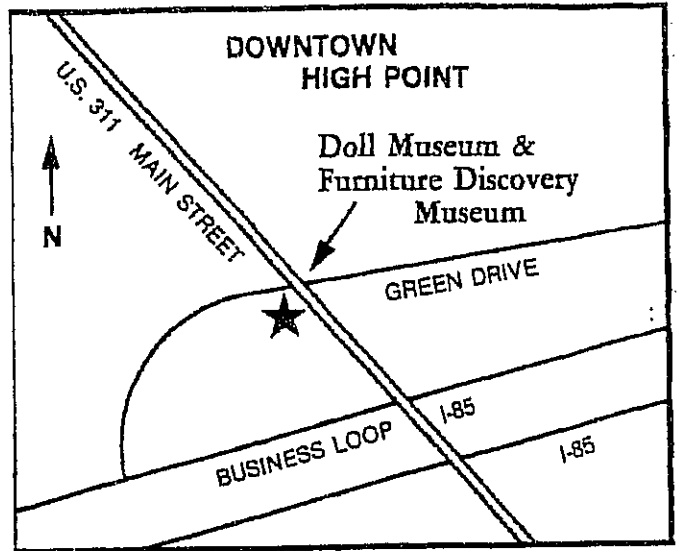 DOWNTOWN
HIGH POINT
U.S. 311 MAIN STREET
Doll Museum &
Furniture Discovery
Museum
N
GREEN DRIVE
BUSINESS LOOP I-85
I-85